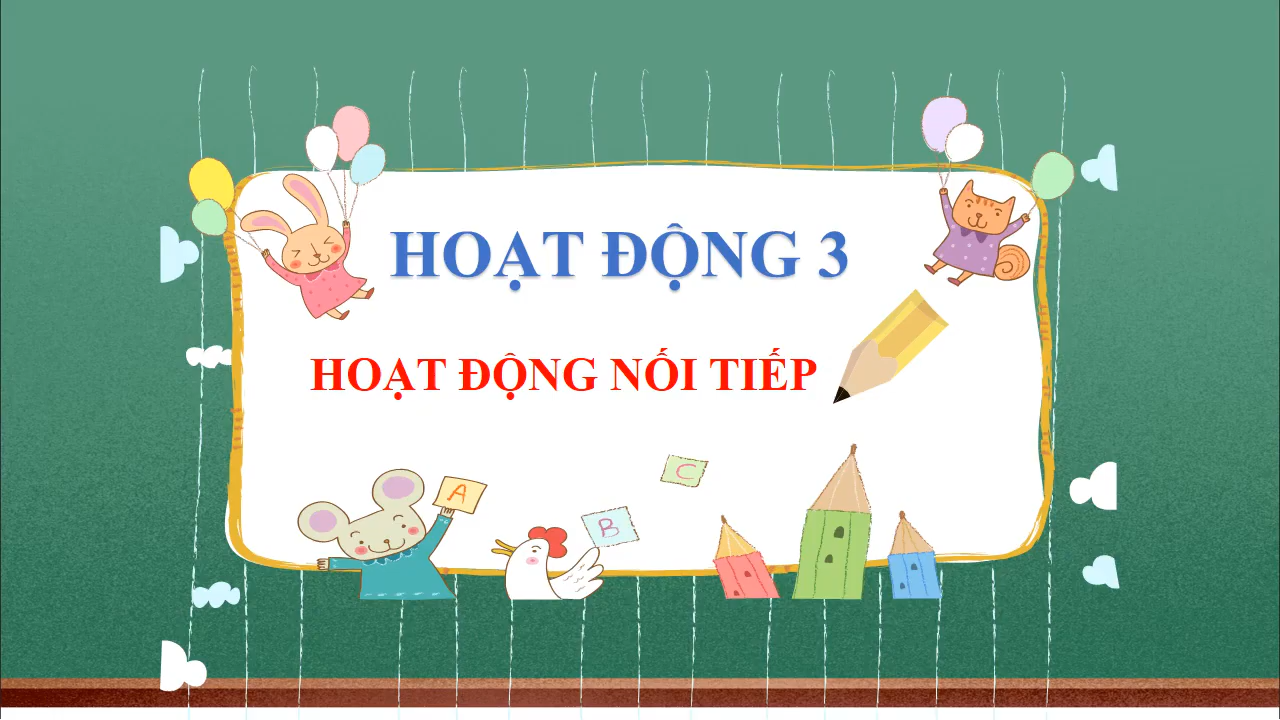 HOẠT ĐỘNG 3
HOẠT ĐỘNG NỐI TIẾP
C
A
B